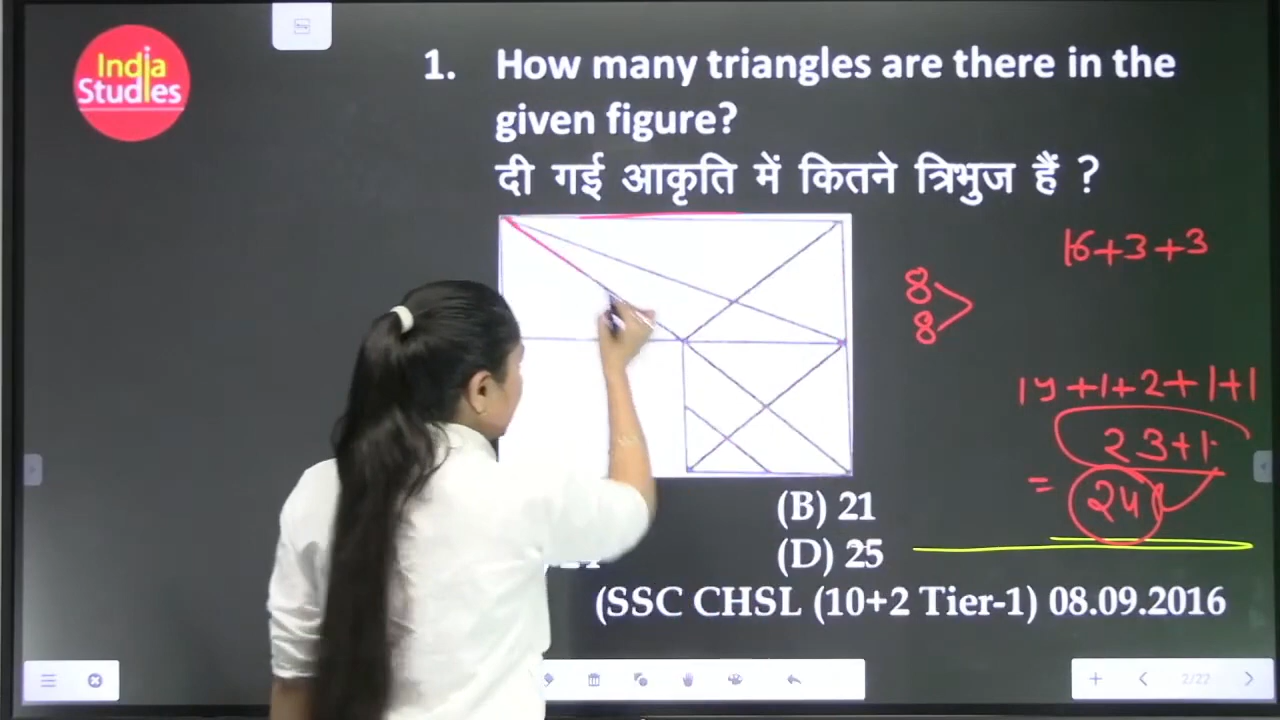 India
Studies
1. How many triangles are there in the
given figure?
दी गई आकृति में कितने त्रिभुज हैं ?
16+3+3
8
8
14+1+2+1+1
23+1
= 24
(B) 21
(D) 25
(SSC CHSL (10+2 Tier-1) 08.09.2016
2/22